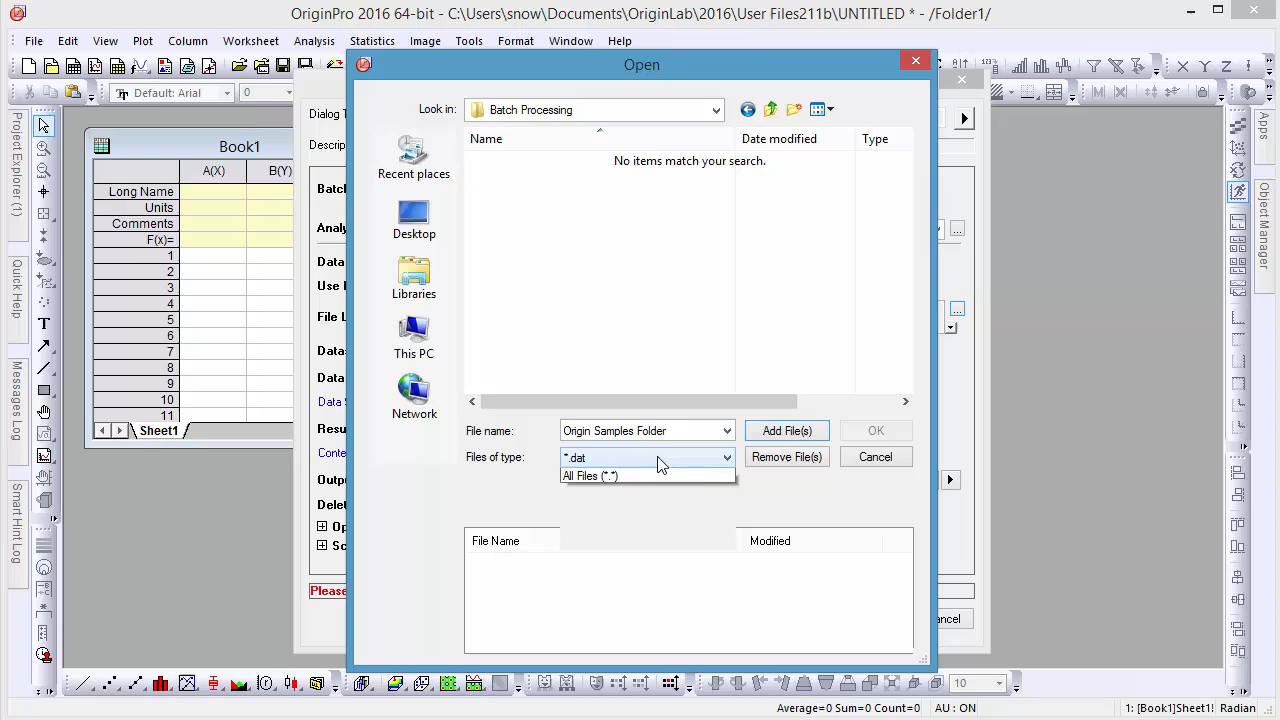 OriginPro 2016 64-bit - C:\Users\snow\Documents\OriginLab\2016\User Files211b\UNTITLED * - /Folder1/
File Edit View Plot Column Worksheet Analysis Statistics Image Tools Format Window Help
Default: Arial 0
Open
Look in: Batch Processing
Name Date modified Type
No items match your search.
Recent places
Desktop
Libraries
This PC
Network
File name: Origin Samples Folder Add File(s) OK
Files of type: *.dat Remove File(s) Cancel
All Files (*.*)
File Name Modified
Dialog T
Descrip
Batc
Analy
Data
Use
File L
Datas
Data
Data S
Resu
Conte
Outpu
Delet
Op
Sc
Please
ncel
Book1
A(X) B(Y)
Long Name
Units
Comments
F(x)=
1
2
3
4
5
6
7
8
9
10
11
Sheet1
Project Explorer (1)
Quick Help
Messages Log
Smart Hint Log
Apps
Object Manager
X Y Z
T
10
Average=0 Sum=0 Count=0 AU : ON 1: [Book1]Sheet1! Radian